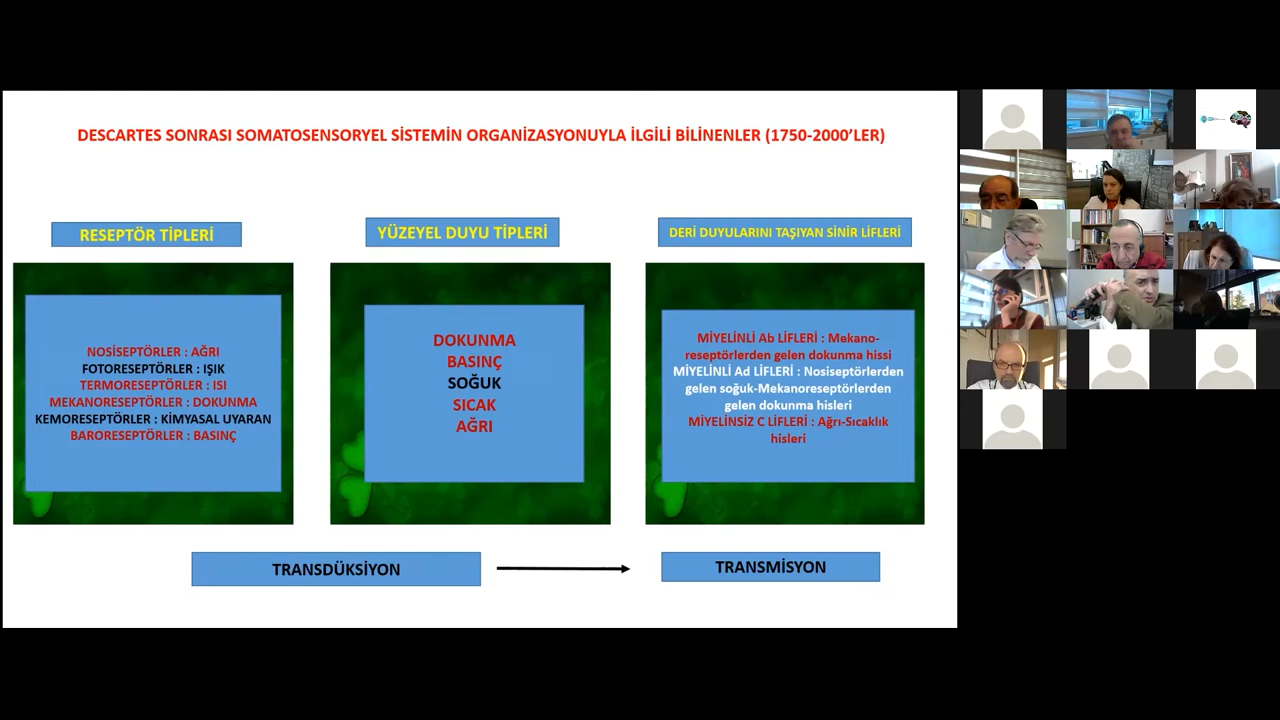 DESCARTES SONRASI SOMATOSENSORYEL SİSTEMİN ORGANİZASYONUYLA İLGİLİ BİLİNENLER (1750-2000’LER)
RESEPTÖR TİPLERİ
NOSİSEPTÖRLER : AĞRI
FOTORESEPTÖRLER : IŞIK
TERMORESEPTÖRLER : ISI
MEKANORESEPTÖRLER : DOKUNMA
KEMORESEPTÖRLER : KİMYASAL UYARAN
BARORESEPTÖRLER : BASINÇ
YÜZEYEL DUYU TİPLERİ
DOKUNMA
BASINÇ
SOĞUK
SICAK
AĞRI
DERİ DUYULARINI TAŞIYAN SİNİR LİFLERİ
MİYELİNLİ Ab LİFLERİ : Mekano-
reseptörlerden gelen dokunma hissi
MİYELİNLİ Ad LİFLERİ : Nosiseptörlerden
gelen soğuk-Mekanoreseptörlerden
gelen dokunma hisleri
MİYELİNSİZ C LİFLERİ : Ağrı-Sıcaklık
hisleri
TRANSDÜKSİYON
TRANSMİSYON